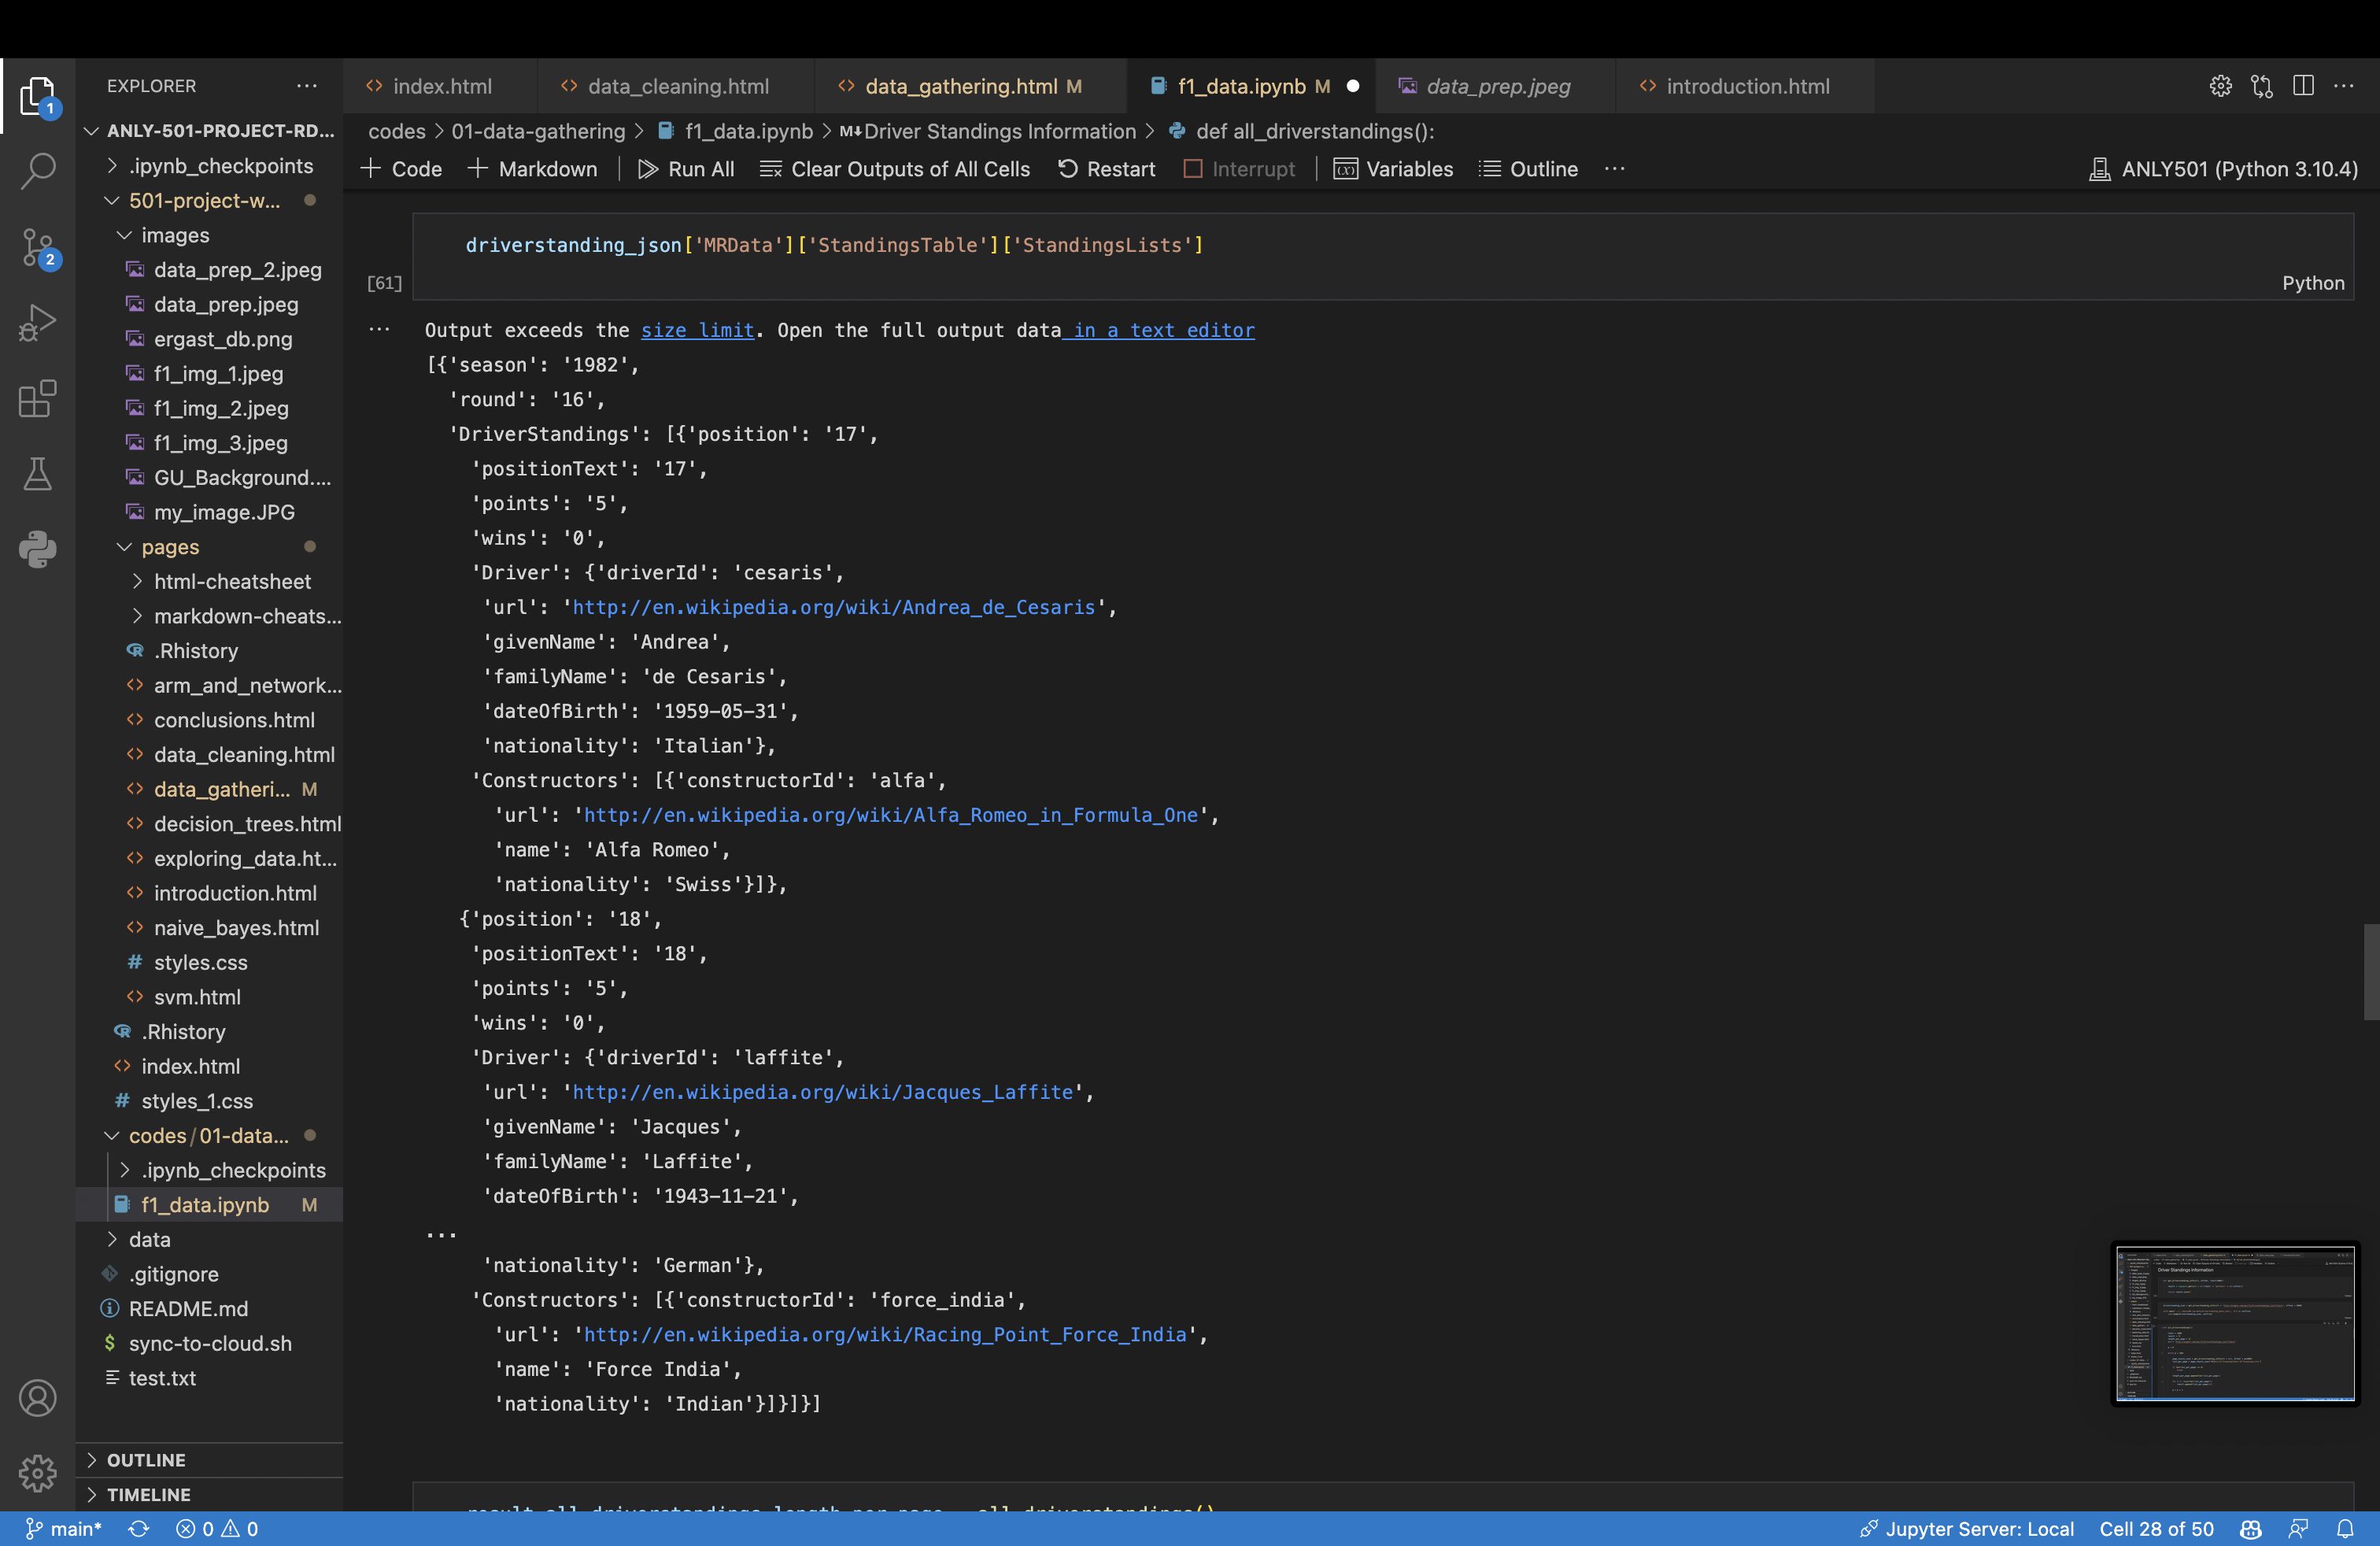 EXPLORER
ANLY-501-PROJECT-RD...
.ipynb_checkpoints
501-project-w...
images
data_prep_2.jpeg
data_prep.jpeg
ergast_db.png
f1_img_1.jpeg
f1_img_2.jpeg
f1_img_3.jpeg
GU_Background....
my_image.JPG
pages
html-cheatsheet
markdown-cheats...
.Rhistory
arm_and_network...
conclusions.html
data_cleaning.html
data_gatheri... M
decision_trees.html
exploring_data.ht...
introduction.html
naive_bayes.html
# styles.css
svm.html
.Rhistory
index.html
# styles_1.css
codes/01-data...
.ipynb_checkpoints
f1_data.ipynb M
data
.gitignore
README.md
$ sync-to-cloud.sh
test.txt
OUTLINE
TIMELINE
1
2
index.html data_cleaning.html data_gathering.html M f1_data.ipynb M data_prep.jpeg introduction.html
codes > 01-data-gathering > f1_data.ipynb > M↓Driver Standings Information > def all_driverstandings():
+ Code + Markdown | Run All Clear Outputs of All Cells Restart Interrupt | Variables Outline ... ANLY501 (Python 3.10.4)
driverstanding_json['MRData']['StandingsTable']['StandingsLists']
[61]
Python
Output exceeds the size limit. Open the full output data in a text editor
[{'season': '1982',
'round': '16',
'DriverStandings': [{'position': '17',
'positionText': '17',
'points': '5',
'wins': '0',
'Driver': {'driverId': 'cesaris',
'url': 'http://en.wikipedia.org/wiki/Andrea_de_Cesaris',
'givenName': 'Andrea',
'familyName': 'de Cesaris',
'dateOfBirth': '1959-05-31',
'nationality': 'Italian'},
'Constructors': [{'constructorId': 'alfa',
'url': 'http://en.wikipedia.org/wiki/Alfa_Romeo_in_Formula_One',
'name': 'Alfa Romeo',
'nationality': 'Swiss'}]},
{'position': '18',
'positionText': '18',
'points': '5',
'wins': '0',
'Driver': {'driverId': 'laffite',
'url': 'http://en.wikipedia.org/wiki/Jacques_Laffite',
'givenName': 'Jacques',
'familyName': 'Laffite',
'dateOfBirth': '1943-11-21',
...
'nationality': 'German'},
'Constructors': [{'constructorId': 'force_india',
'url': 'http://en.wikipedia.org/wiki/Racing_Point_Force_India',
'name': 'Force India',
'nationality': 'Indian'}]}]}]
Driver Standings Information
main* 0 0 Jupyter Server: Local Cell 28 of 50